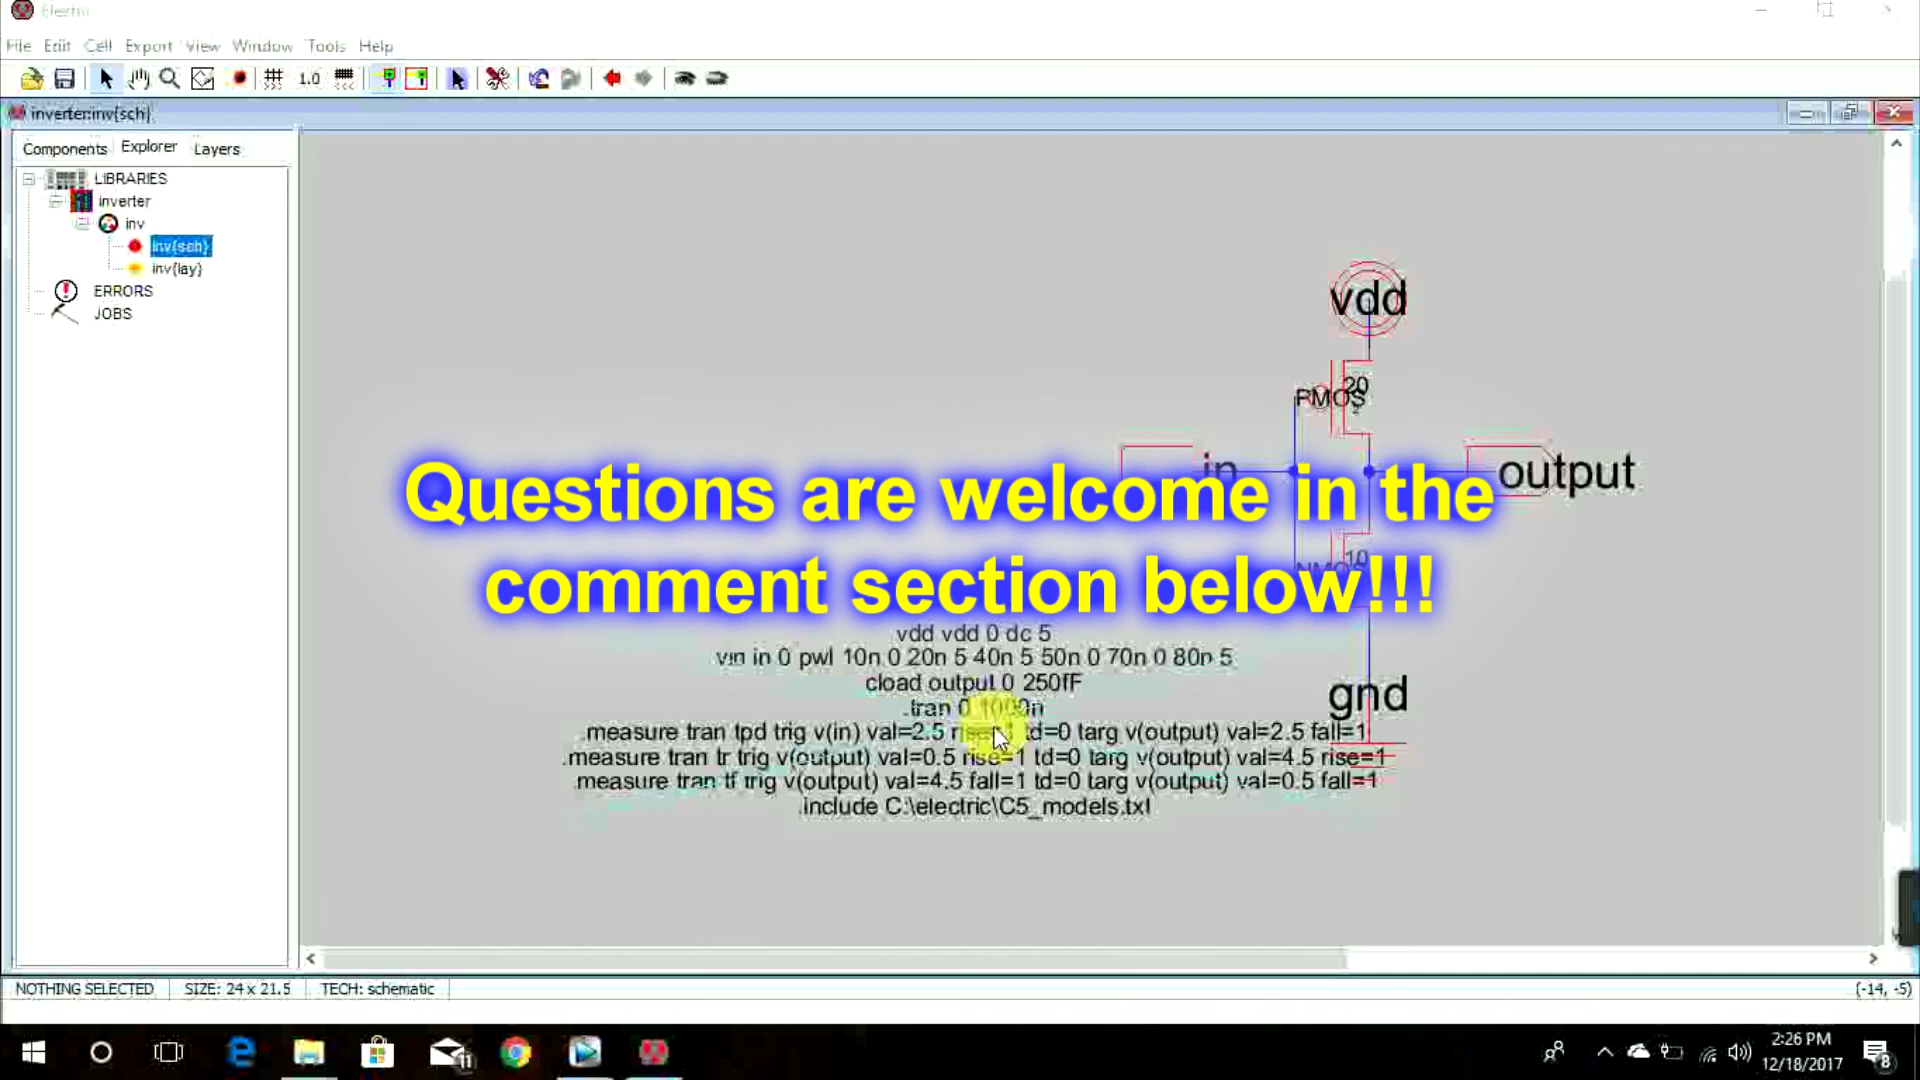 Electric
File Edit Cell Export View Window Tools Help
1.0
inverter:inv{sch}
Components Explorer Layers
LIBRARIES
inverter
inv
inv{sch}
inv{lay}
ERRORS
JOBS
vdd
PMOS 20
in
output
10
NMOS
gnd
Questions are welcome in the
comment section below!!!
vdd vdd 0 dc 5
vin in 0 pwl 10n 0 20n 5 40n 5 50n 0 70n 0 80n 5
cload output 0 250fF
.tran 0 1000n
.measure tran tpd trig v(in) val=2.5 rise=1 td=0 targ v(output) val=2.5 fall=1
.measure tran tr trig v(output) val=0.5 rise=1 td=0 targ v(output) val=4.5 rise=1
.measure tran tf trig v(output) val=4.5 fall=1 td=0 targ v(output) val=0.5 fall=1
.include C:\electric\C5_models.txt
NOTHING SELECTED SIZE: 24 x 21.5 TECH: schematic (-14, -5)
11
2:26 PM
12/18/2017
8